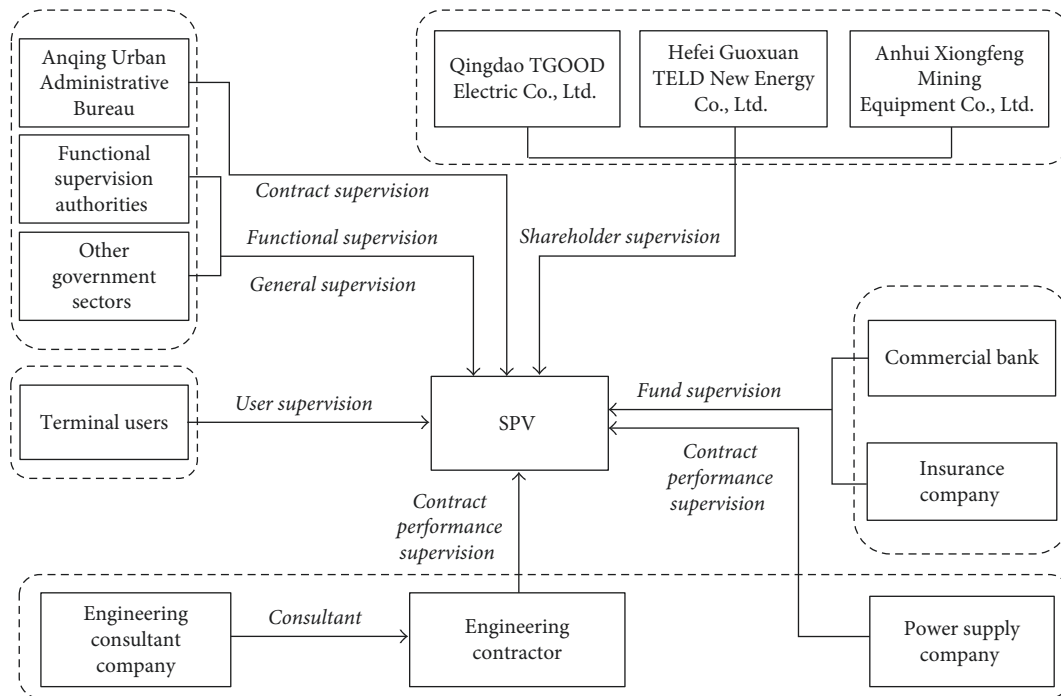 Anqing Urban
Administrative
Bureau
Functional
supervision
authorities
Other
government
sectors
Qingdao TGOOD
Electric Co., Ltd.
Hefei Guoxuan
TELD New Energy
Co., Ltd.
Anhui Xiongfeng
Mining
Equipment Co., Ltd.
Contract supervision
Functional supervision
General supervision
Shareholder supervision
Terminal users
User supervision
SPV
Fund supervision
Commercial bank
Insurance
company
Contract
performance
supervision
Contract
performance
supervision
Engineering
consultant
company
Consultant
Engineering
contractor
Power supply
company